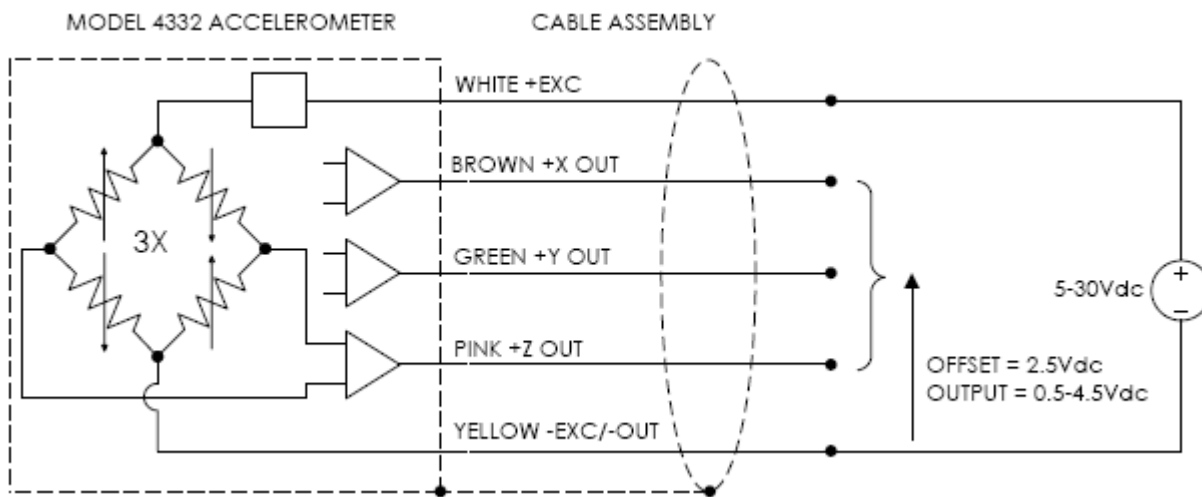 MODEL 4332 ACCELEROMETER
CABLE ASSEMBLY
WHITE +EXC
BROWN +X OUT
3X
GREEN +Y OUT
5-30Vdc
+
−
PINK +Z OUT
OFFSET = 2.5Vdc
OUTPUT = 0.5-4.5Vdc
YELLOW -EXC/-OUT